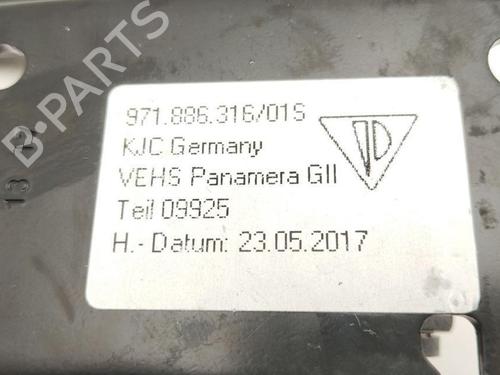 971.886.316/01S
KJC Germany
VEHS Panamera GII
Teil 09925
H.- Datum: 23.05.2017
B-PARTS